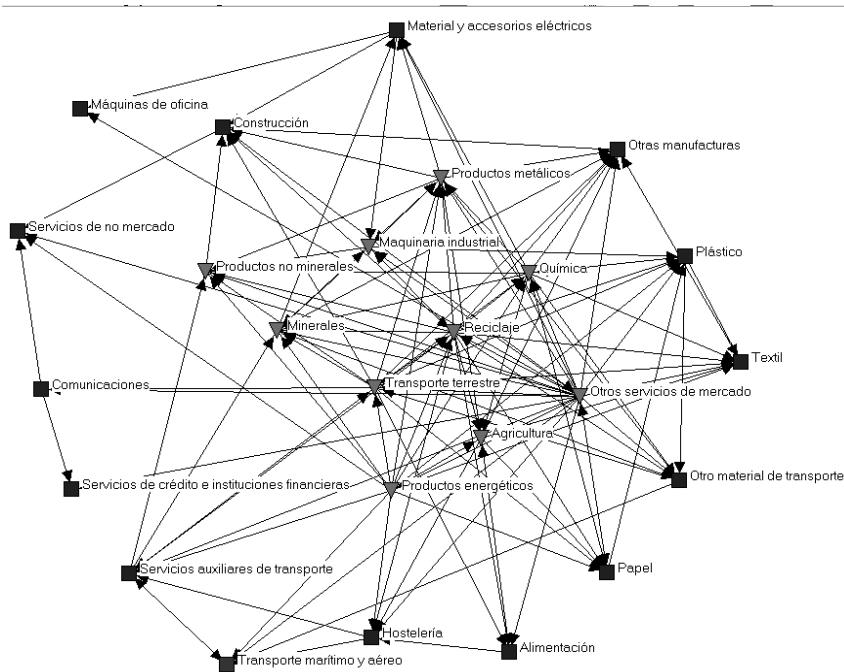 Material y accesorios eléctricos
Máquinas de oficina
Construcción
Otras manufacturas
Productos metálicos
Servicios de no mercado
Maquinaria industrial
Plástico
Productos no minerales
Química
Minerales
Reciclaje
Textil
Comunicaciones
Transporte terrestre
Otros servicios de mercado
Agricultura
Otro material de transporte
Servicios de crédito e instituciones financieras
Productos energéticos
Servicios auxiliares de transporte
Papel
Hostelería
Alimentación
Transporte marítimo y aéreo